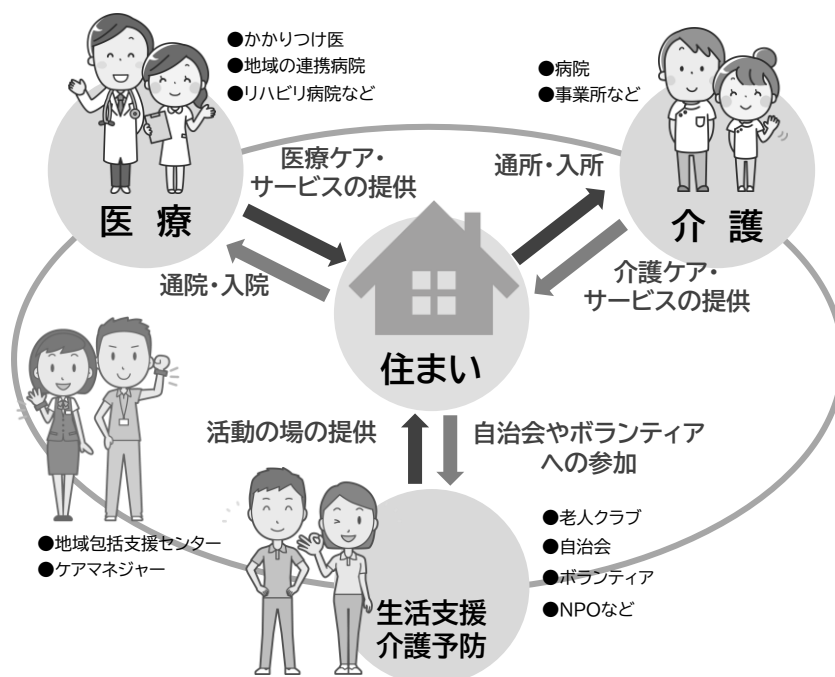 ●かかりつけ医
●地域の連携病院
●リハビリ病院など
●病院
●事業所など
医療ケア・
サービスの提供
通所・入所
医 療
介 護
通院・入院
介護ケア・
サービスの提供
住まい
活動の場の提供
自治会やボランティア
への参加
●地域包括支援センター
●ケアマネジャー
●老人クラブ
●自治会
●ボランティア
●NPOなど
生活支援
介護予防